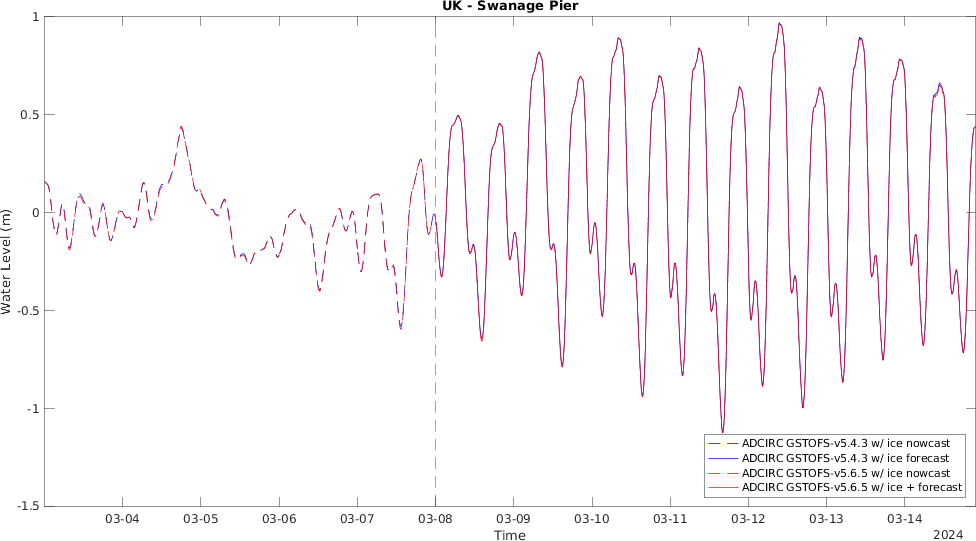 UK - Swanage Pier
Water Level (m)
1
0.5
0
-0.5
-1
-1.5
ADCIRC GSTOFS-v5.4.3 w/ ice nowcast
ADCIRC GSTOFS-v5.4.3 w/ ice forecast
ADCIRC GSTOFS-v5.6.5 w/ ice nowcast
ADCIRC GSTOFS-v5.6.5 w/ ice + forecast
03-04 03-05 03-06 03-07 03-08 03-09 03-10 03-11 03-12 03-13 03-14
Time
2024